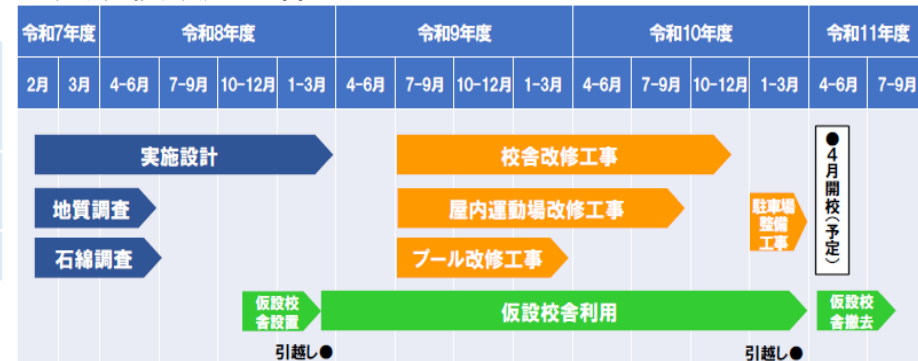 令和7年度 令和8年度 令和9年度 令和10年度 令和11年度
2月 3月 4-6月 7-9月 10-12月 1-3月 4-6月 7-9月 10-12月 1-3月 4-6月 7-9月 10-12月 1-3月 4-6月 7-9月
実施設計
校舎改修工事
●4月開校(予定)
地質調査
屋内運動場改修工事
駐車場
整備
工事
石綿調査
プール改修工事
仮設校
舎設置
仮設校舎利用
仮設校
舎撤去
引越し●
引越し●